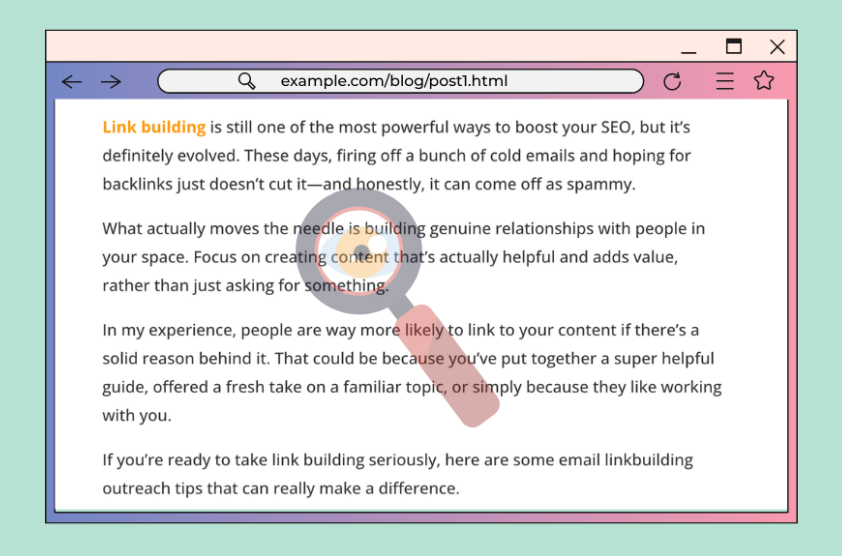 example.com/blog/post1.html
Link building is still one of the most powerful ways to boost your SEO, but it's
definitely evolved. These days, firing off a bunch of cold emails and hoping for
backlinks just doesn't cut it—and honestly, it can come off as spammy.
What actually moves the needle is building genuine relationships with people in
your space. Focus on creating content that's actually helpful and adds value,
rather than just asking for something.
In my experience, people are way more likely to link to your content if there's a
solid reason behind it. That could be because you've put together a super helpful
guide, offered a fresh take on a familiar topic, or simply because they like working
with you.
If you're ready to take link building seriously, here are some email linkbuilding
outreach tips that can really make a difference.